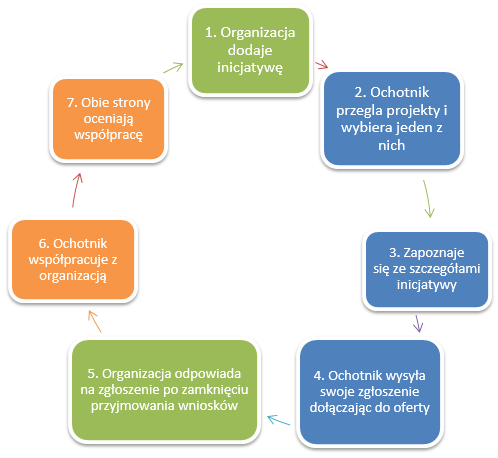 1. Organizacja
dodaje
inicjatywę
2. Ochotnik
przegla projekty i
wybiera jeden z
nich
3. Zapoznaje
się ze szczegółami
inicjatywy
4. Ochotnik wysyła
swoje zgłoszenie
dołączając do oferty
5. Organizacja odpowiada
na zgłoszenie po zamknięciu
przyjmowania wniosków
6. Ochotnik
współpracuje z
organizacją
7. Obie strony
oceniają
współpracę